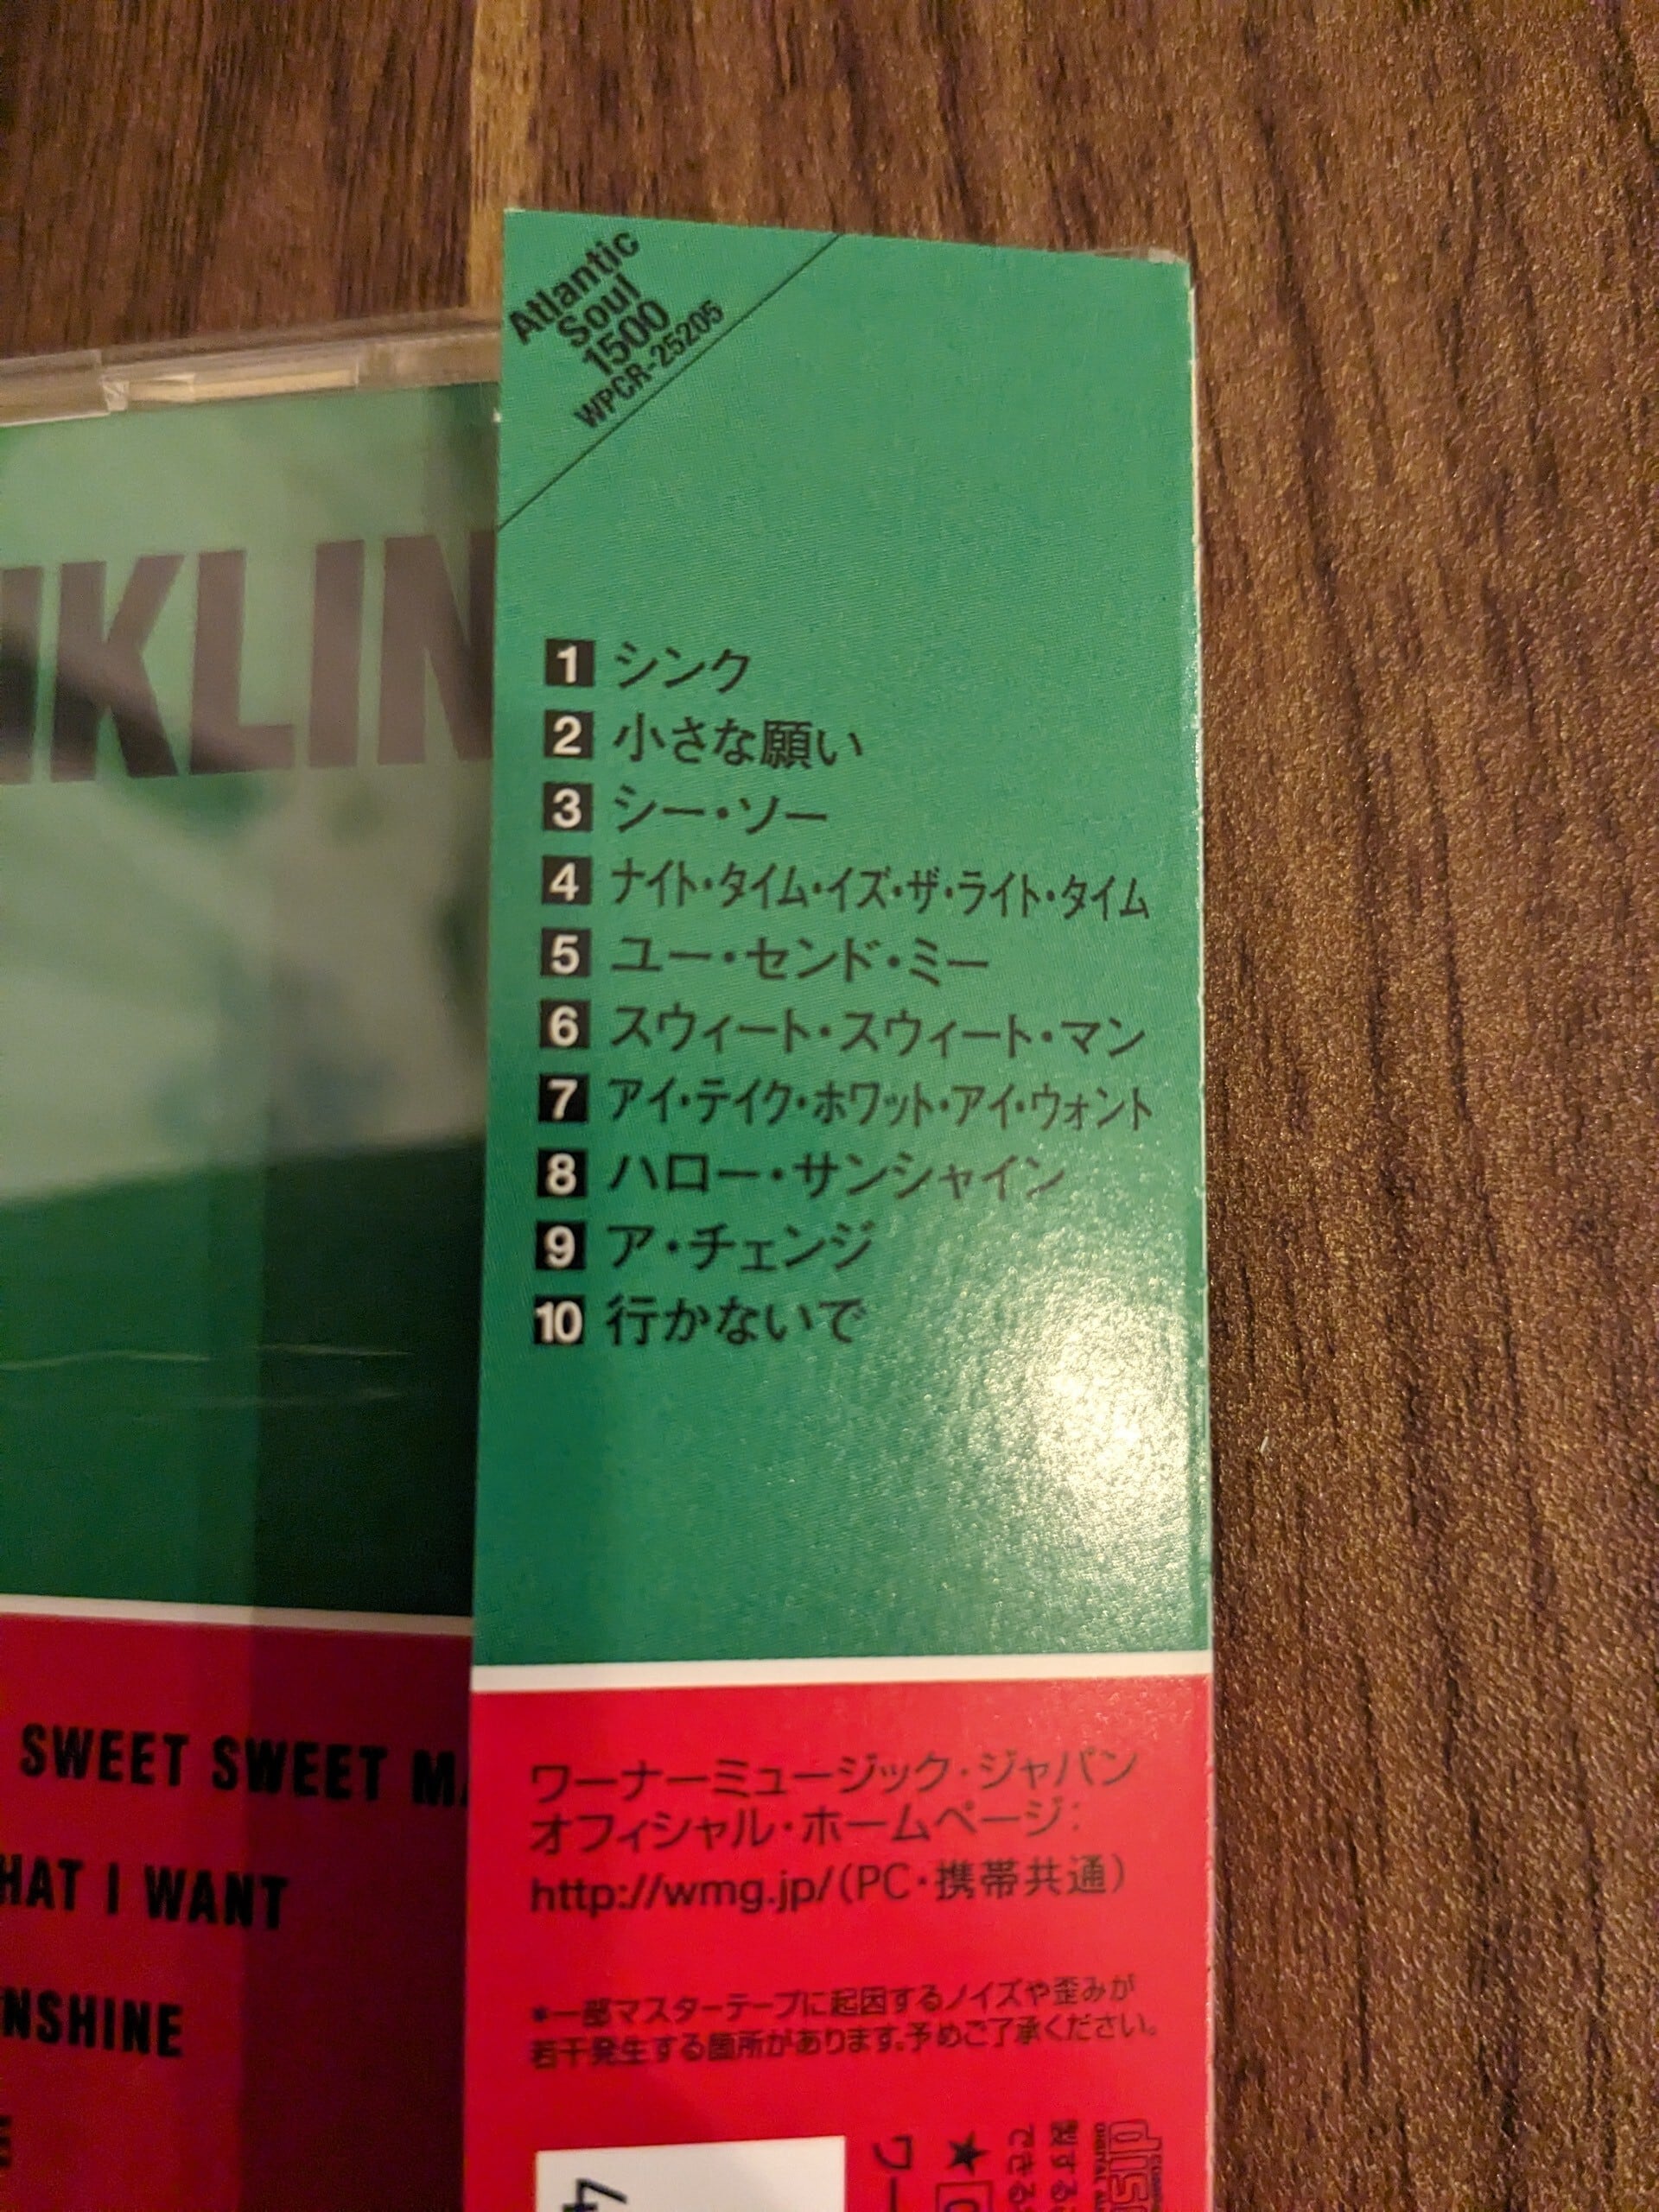 Atlantic
Soul
1500
WPCR-25205
NKLIN
1 シンク
2 小さな願い
3 シー・ソー
4 ナイト・タイム・イズ・ザ・ライト・タイム
5 ユー・センド・ミー
6 スウィート・スウィート・マン
7 アイ・テイク・ホワット・アイ・ウォント
8 ハロー・サンシャイン
9 ア・チェンジ
10 行かないで
SWEET SWEET MA
HAT I WANT
NSHINE
ワーナーミュージック・ジャパン
オフィシャル・ホームページ:
http://wmg.jp/(PC・携帯共通)
*一部マスターテープに起因するノイズや歪みが
若干発生する箇所があります。予めご了承ください。